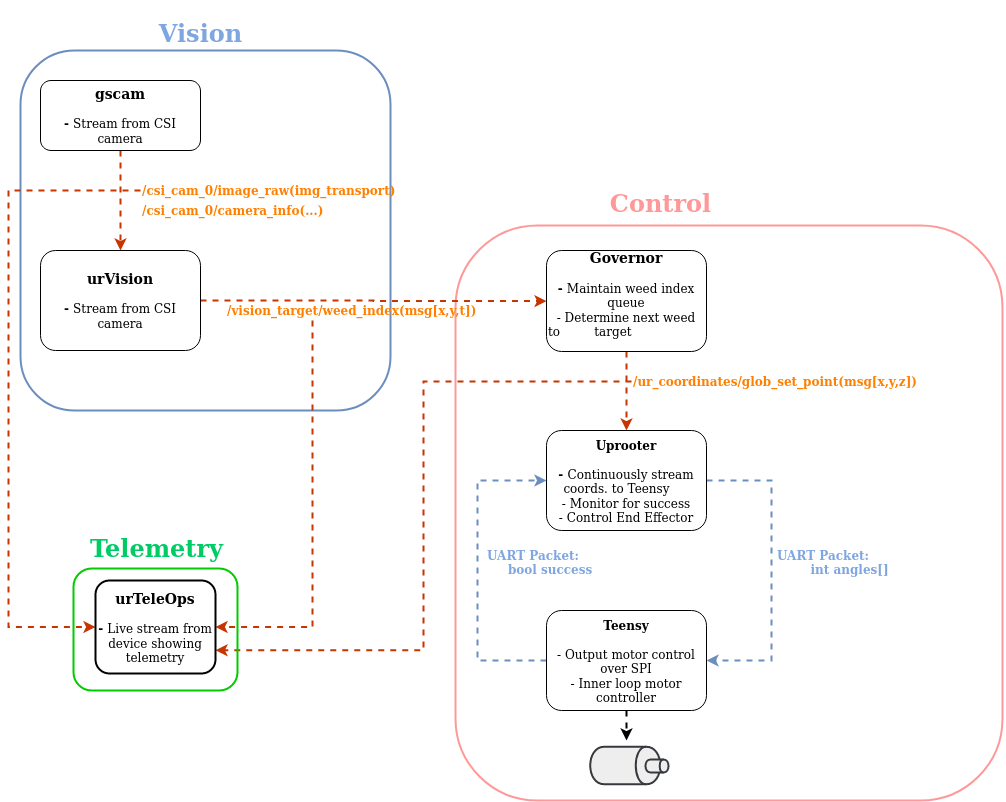 Vision
gscam
- Stream from CSI
camera
/csi_cam_0/image_raw(img_transport)
/csi_cam_0/camera_info(...)
urVision
- Stream from CSI
camera
/vision_target/weed_index(msg[x,y,t])
Control
Governor
- Maintain weed index
queue
- Determine next weed
to target
/ur_coordinates/glob_set_point(msg[x,y,z])
Uprooter
- Continuously stream
coords. to Teensy
- Monitor for success
- Control End Effector
UART Packet:
bool success
UART Packet:
int angles[]
Telemetry
urTeleOps
- Live stream from
device showing
telemetry
Teensy
- Output motor control
over SPI
- Inner loop motor
controller